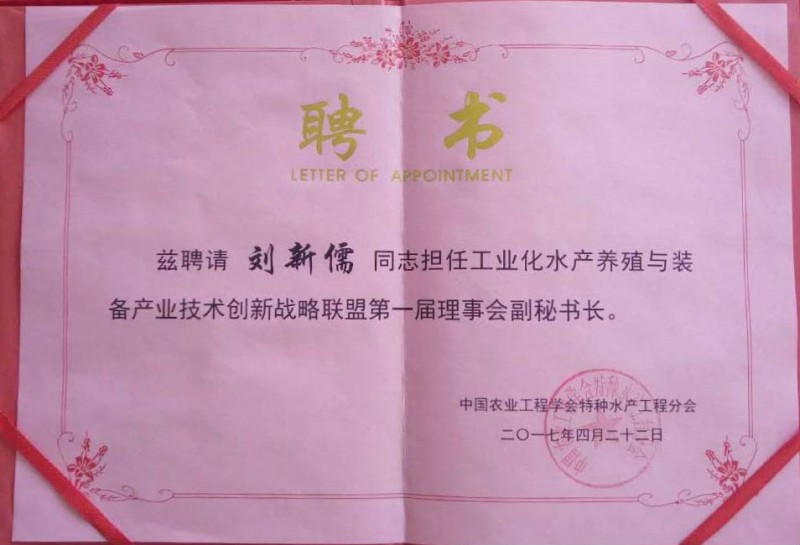 聘 书
LETTER OF APPOINTMENT
兹聘请 刘新儒 同志担任工业化水产养殖与装
备产业技术创新战略联盟第一届理事会副秘书长。
中国农业工程学会特种水产工程分会
二〇一七年四月二十二日